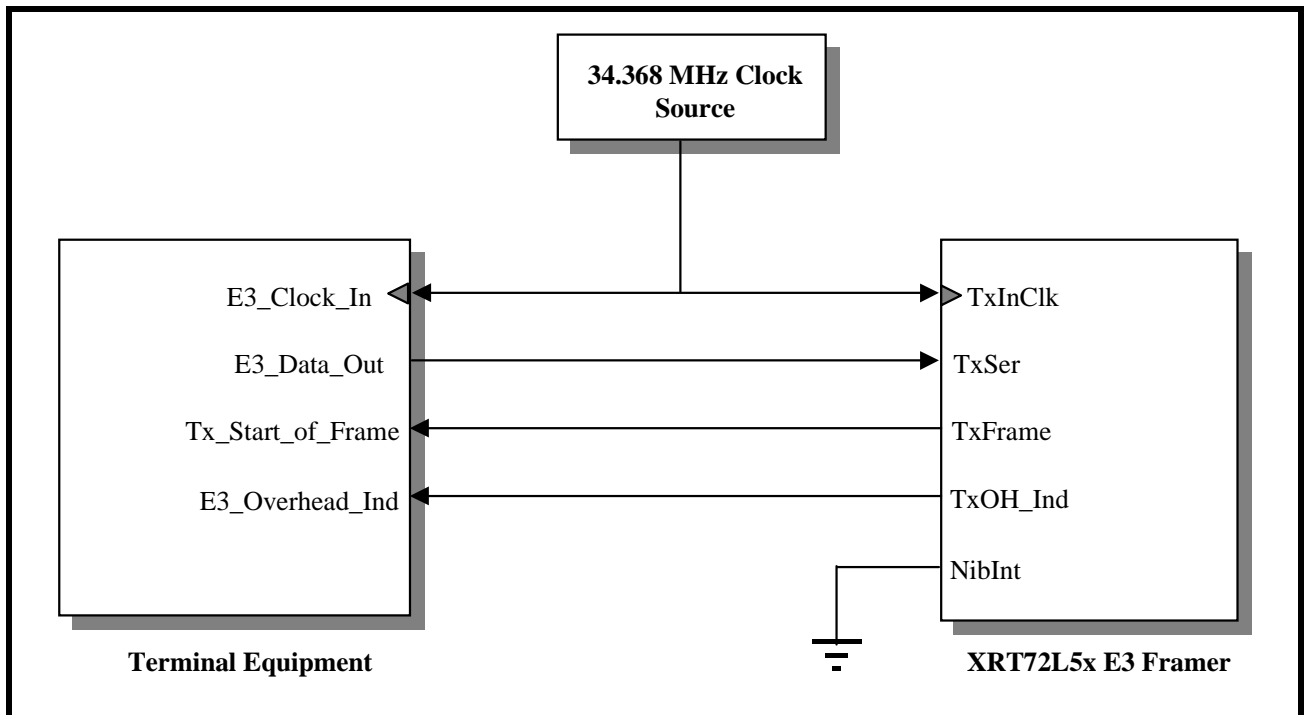 34.368 MHz Clock
Source
E3_Clock_In
TxInClk
E3_Data_Out
TxSer
Tx_Start_of_Frame
TxFrame
E3_Overhead_Ind
TxOH_Ind
NibInt
Terminal Equipment
XRT72L5x E3 Framer